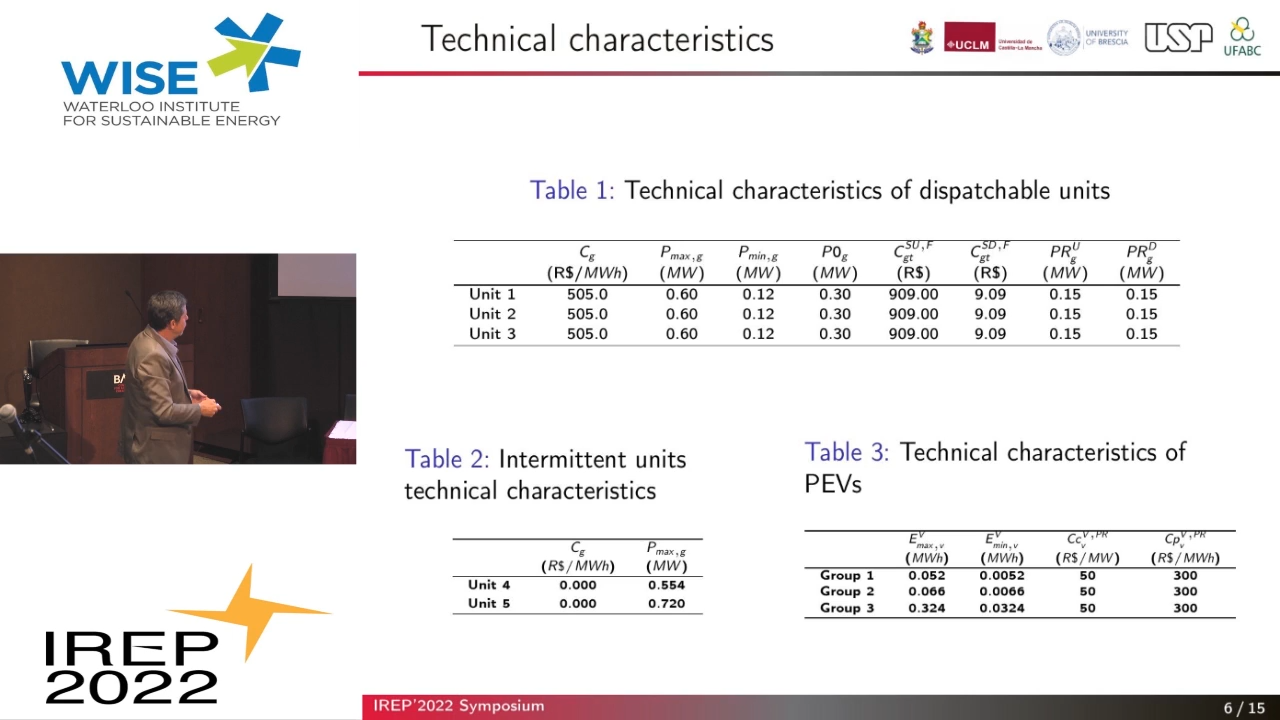 WISE
WATERLOO INSTITUTE
FOR SUSTAINABLE ENERGY
Technical characteristics
UCLM
Universidad de
Castilla-La Mancha
UNIVERSITY
OF BRESCIA
USP
UFABC
Table 1: Technical characteristics of dispatchable units
C_g P_max,g P_min,g P0_g C_gt^SU,F C_gt^SD,F PR_g^U PR_g^D
(R$/MWh) (MW) (MW) (MW) (R$) (R$) (MW) (MW)
Unit 1 505.0 0.60 0.12 0.30 909.00 9.09 0.15 0.15
Unit 2 505.0 0.60 0.12 0.30 909.00 9.09 0.15 0.15
Unit 3 505.0 0.60 0.12 0.30 909.00 9.09 0.15 0.15
BA
Table 2: Intermittent units
technical characteristics
C_g P_max,g
(R$/MWh) (MW)
Unit 4 0.000 0.554
Unit 5 0.000 0.720
Table 3: Technical characteristics of
PEVs
E_max,v^V E_min,v^V Cc_v^V,PR Cp_v^V,PR
(MWh) (MWh) (R$/MW) (R$/MWh)
Group 1 0.052 0.0052 50 300
Group 2 0.066 0.0066 50 300
Group 3 0.324 0.0324 50 300
IREP
2022
IREP'2022 Symposium
6 / 15